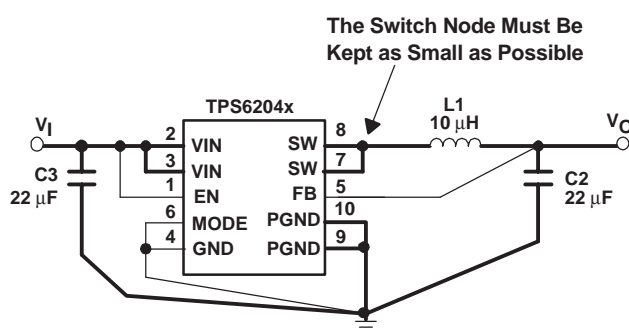 The Switch Node Must Be
Kept as Small as Possible
TPS6204x
L1
10 μH
VI
VO
2 VIN SW 8
3 VIN SW 7
1 EN FB 5
6 MODE PGND 10
4 GND PGND 9
C3
22 μF
C2
22 μF